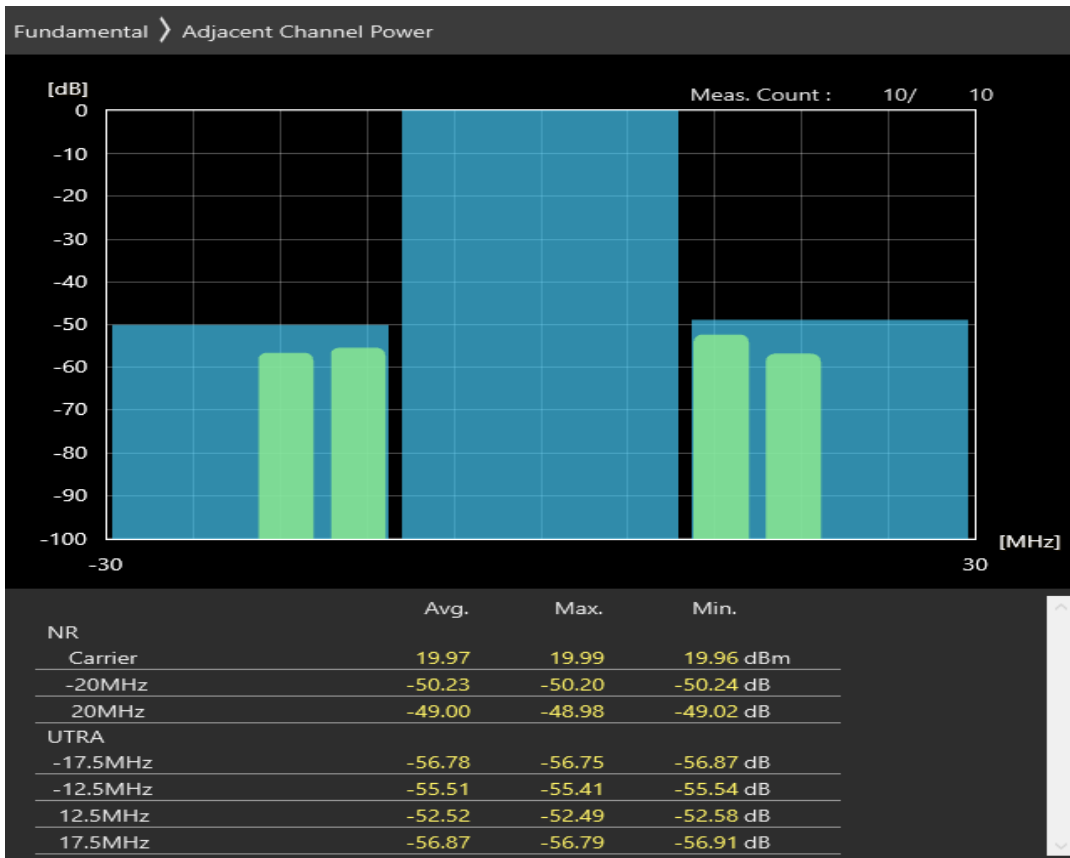 Fundamental 〉 Adjacent Channel Power
[dB]
Meas. Count : 10/ 10
0
-10
-20
-30
-40
-50
-60
-70
-80
-90
-100
[MHz]
-30 30
Avg. Max. Min.
NR
Carrier 19.97 19.99 19.96 dBm
-20MHz -50.23 -50.20 -50.24 dB
20MHz -49.00 -48.98 -49.02 dB
UTRA
-17.5MHz -56.78 -56.75 -56.87 dB
-12.5MHz -55.51 -55.41 -55.54 dB
12.5MHz -52.52 -52.49 -52.58 dB
17.5MHz -56.87 -56.79 -56.91 dB